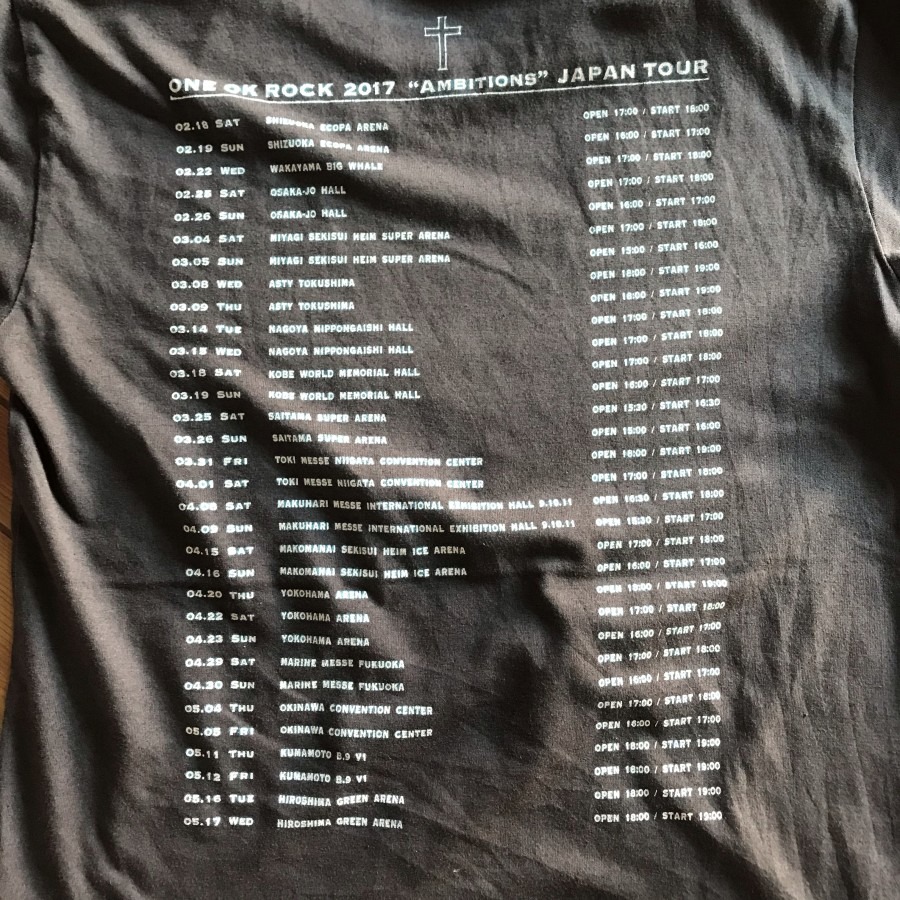 ONE OK ROCK 2017 "AMBITIONS" JAPAN TOUR
02.18 SAT SHIZUOKA ECOPA ARENA OPEN 17:00 / START 18:00
02.19 SUN SHIZUOKA ECOPA ARENA OPEN 16:00 / START 17:00
02.22 WED WAKAYAMA BIG WHALE OPEN 17:00 / START 18:00
02.25 SAT OSAKA-JO HALL OPEN 17:00 / START 18:00
02.26 SUN OSAKA-JO HALL OPEN 16:00 / START 17:00
03.04 SAT MIYAGI SEKISUI HEIM SUPER ARENA OPEN 17:00 / START 18:00
03.05 SUN MIYAGI SEKISUI HEIM SUPER ARENA OPEN 15:00 / START 16:00
03.08 WED ASTY TOKUSHIMA OPEN 18:00 / START 19:00
03.09 THU ASTY TOKUSHIMA OPEN 18:00 / START 19:00
03.14 TUE NAGOYA NIPPONGAISHI HALL OPEN 17:00 / START 18:00
03.15 WED NAGOYA NIPPONGAISHI HALL OPEN 17:00 / START 18:00
03.18 SAT KOBE WORLD MEMORIAL HALL OPEN 17:00 / START 18:00
03.19 SUN KOBE WORLD MEMORIAL HALL OPEN 16:00 / START 17:00
03.25 SAT SAITAMA SUPER ARENA OPEN 15:30 / START 16:30
03.26 SUN SAITAMA SUPER ARENA OPEN 15:00 / START 16:00
03.31 FRI TOKI MESSE NIIGATA CONVENTION CENTER OPEN 18:00 / START 19:00
04.01 SAT TOKI MESSE NIIGATA CONVENTION CENTER OPEN 17:00 / START 18:00
04.08 SAT MAKUHARI MESSE INTERNATIONAL EXHIBITION HALL 9.10.11 OPEN 16:30 / START 18:00
04.09 SUN MAKUHARI MESSE INTERNATIONAL EXHIBITION HALL 9.10.11 OPEN 15:30 / START 17:00
04.15 SAT MAKOMANAI SEKISUI HEIM ICE ARENA OPEN 17:00 / START 18:00
04.16 SUN MAKOMANAI SEKISUI HEIM ICE ARENA OPEN 16:00 / START 17:00
04.20 THU YOKOHAMA ARENA OPEN 18:00 / START 19:00
04.22 SAT YOKOHAMA ARENA OPEN 17:00 / START 18:00
04.23 SUN YOKOHAMA ARENA OPEN 16:00 / START 17:00
04.29 SAT MARINE MESSE FUKUOKA OPEN 17:00 / START 18:00
04.30 SUN MARINE MESSE FUKUOKA OPEN 16:00 / START 17:00
05.04 THU OKINAWA CONVENTION CENTER OPEN 17:00 / START 18:00
05.05 FRI OKINAWA CONVENTION CENTER OPEN 16:00 / START 17:00
05.11 THU KUMAMOTO B.9 V1 OPEN 18:00 / START 19:00
05.12 FRI KUMAMOTO B.9 V1 OPEN 18:00 / START 19:00
05.16 TUE HIROSHIMA GREEN ARENA OPEN 18:00 / START 19:00
05.17 WED HIROSHIMA GREEN ARENA OPEN 18:00 / START 19:00